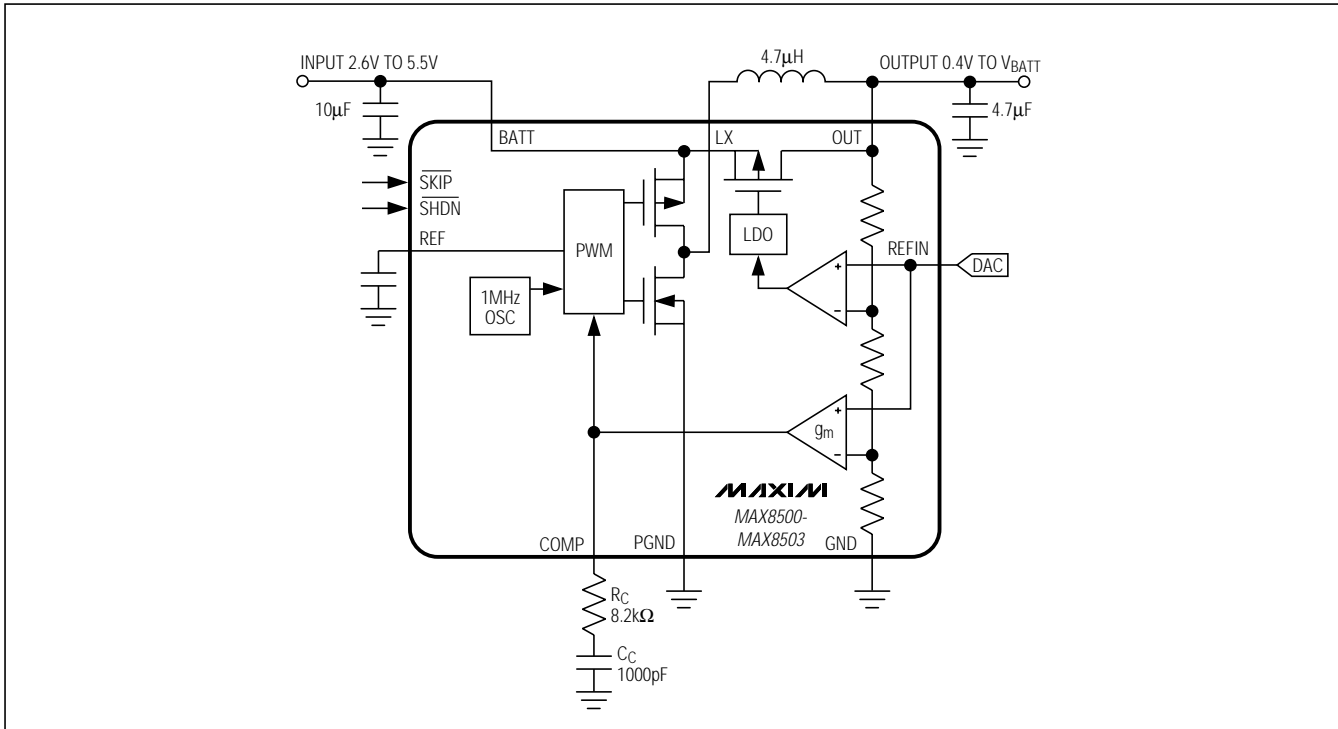 INPUT 2.6V TO 5.5V
4.7μH
OUTPUT 0.4V TO VBATT
10μF
4.7μF
BATT
LX
OUT
SKIP
SHDN
REF
PWM
LDO
REFIN
DAC
1MHz
OSC
+
−
+
gm
−
MAXIM
MAX8500-
MAX8503
COMP
PGND
GND
RC
8.2kΩ
CC
1000pF